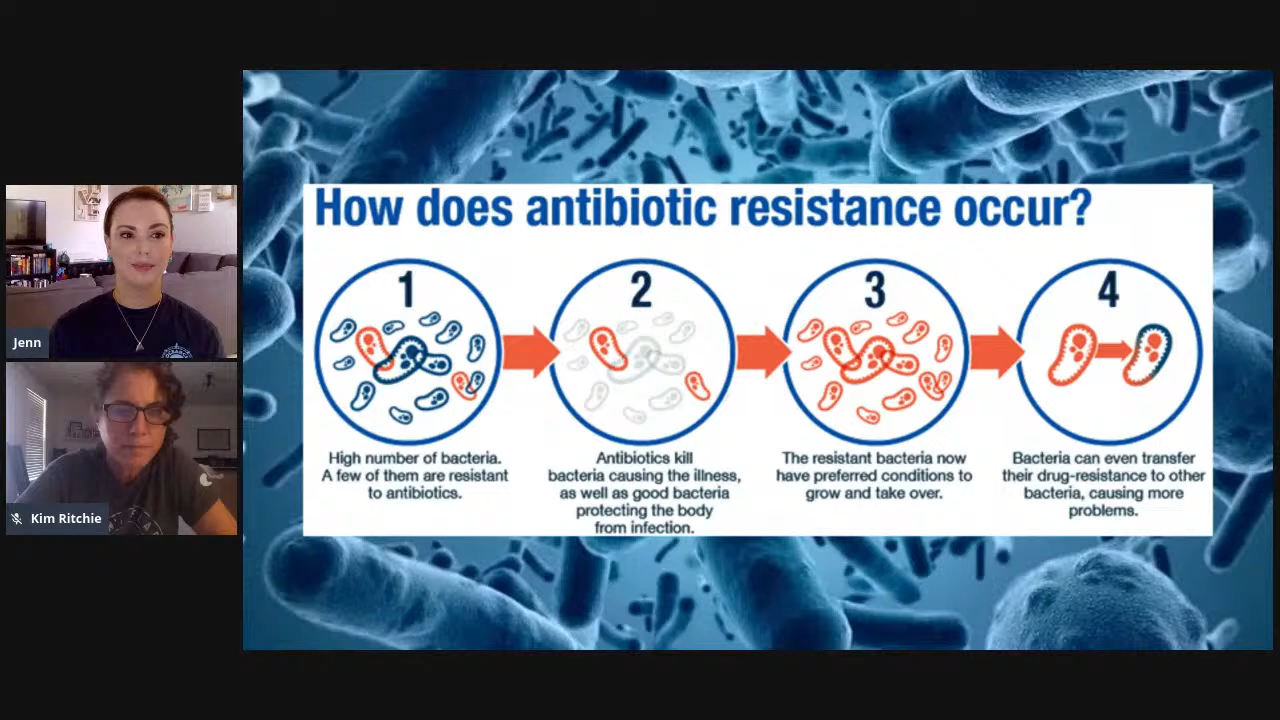 How does antibiotic resistance occur?
1
2
3
4
High number of bacteria.
A few of them are resistant
to antibiotics.
Antibiotics kill
bacteria causing the illness,
as well as good bacteria
protecting the body
from infection.
The resistant bacteria now
have preferred conditions to
grow and take over.
Bacteria can even transfer
their drug-resistance to other
bacteria, causing more
problems.
Jenn
Kim Ritchie